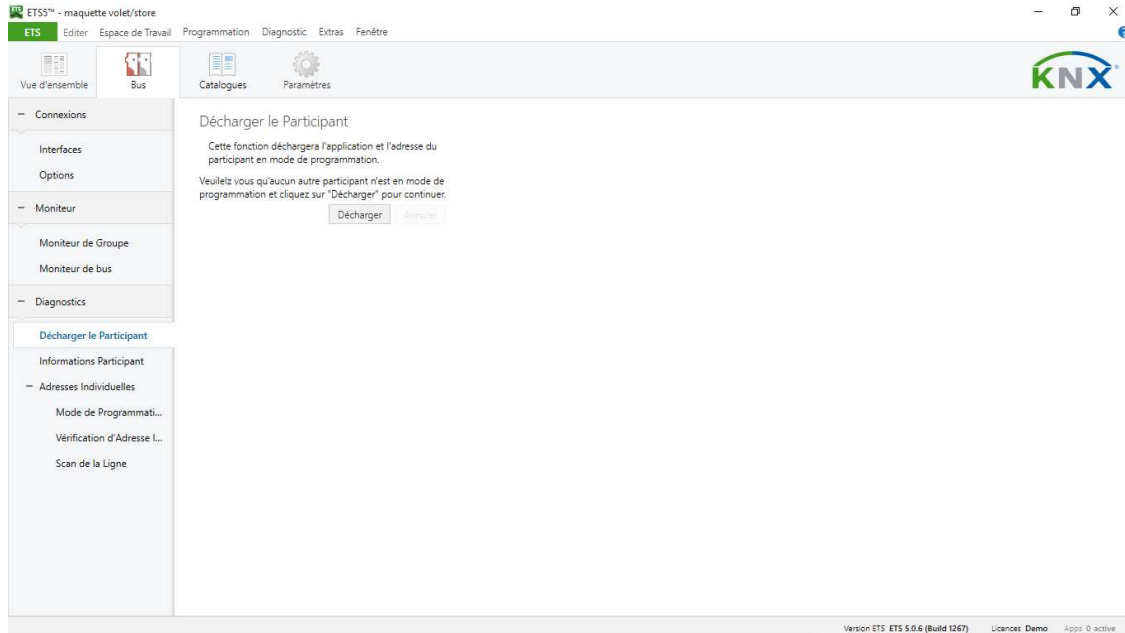 ETS5™ - maquette volet/store
ETS Editer Espace de Travail Programmation Diagnostic Extras Fenêtre
Vue d'ensemble Bus Catalogues Paramètres
KNX
Connexions
Interfaces
Options
Moniteur
Moniteur de Groupe
Moniteur de bus
Diagnostics
Décharger le Participant
Informations Participant
Adresses Individuelles
Mode de Programmati...
Vérification d'Adresse I...
Scan de la Ligne
Décharger le Participant
Cette fonction déchargera l'application et l'adresse du
participant en mode de programmation.
Veuilelz vous qu'aucun autre participant n'est en mode de
programmation et cliquez sur "Décharger" pour continuer.
Décharger Annuler
Version ETS ETS 5.0.6 (Build 1267) Licences Demo Apps 0 active